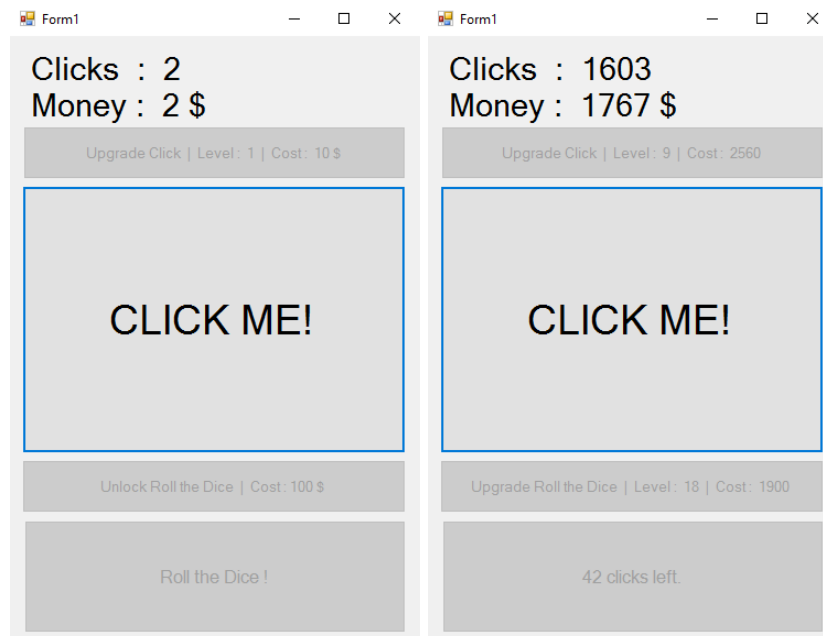 Form1
Clicks : 2
Money : 2 $
Upgrade Click | Level : 1 | Cost : 10 $
CLICK ME!
Unlock Roll the Dice | Cost : 100 $
Roll the Dice !
Form1
Clicks : 1603
Money : 1767 $
Upgrade Click | Level : 9 | Cost : 2560
CLICK ME!
Upgrade Roll the Dice | Level : 18 | Cost : 1900
42 clicks left.